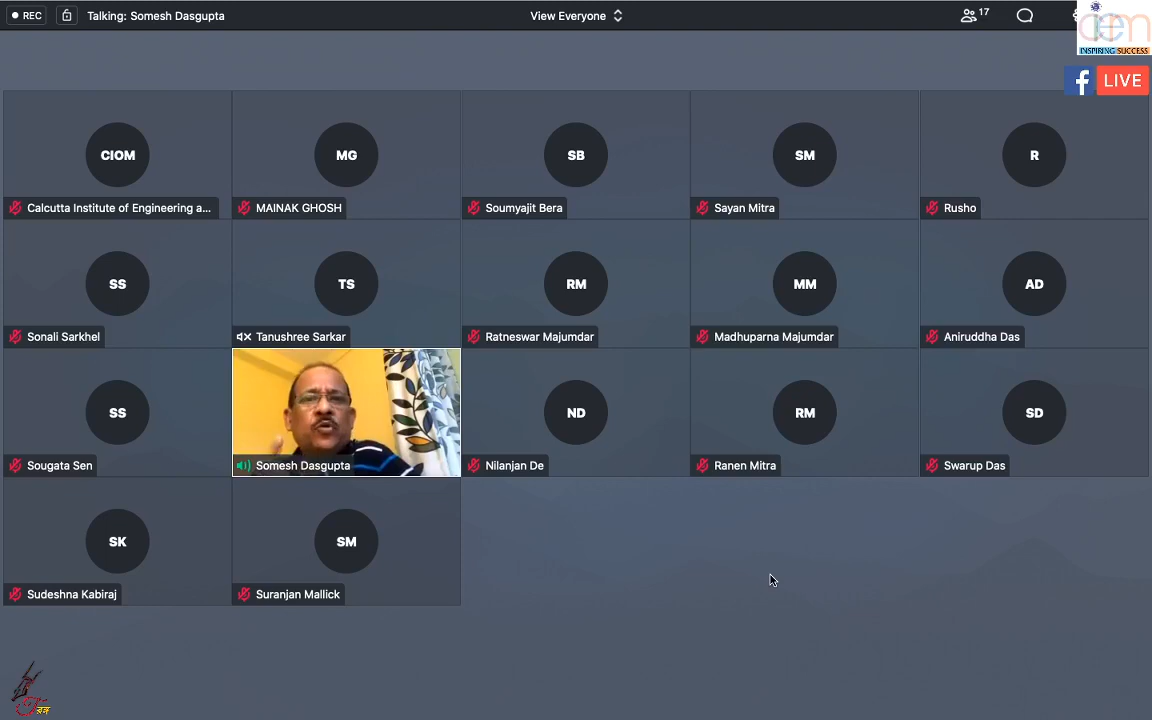 REC
Talking: Somesh Dasgupta
View Everyone
17
iem
INSPIRING SUCCESS
f LIVE
CIOM
MG
SB
SM
R
Calcutta Institute of Engineering a...
MAINAK GHOSH
Soumyajit Bera
Sayan Mitra
Rusho
SS
TS
RM
MM
AD
Sonali Sarkhel
Tanushree Sarkar
Ratneswar Majumdar
Madhuparna Majumdar
Aniruddha Das
SS
ND
RM
SD
Sougata Sen
Somesh Dasgupta
Nilanjan De
Ranen Mitra
Swarup Das
SK
SM
Sudeshna Kabiraj
Suranjan Mallick